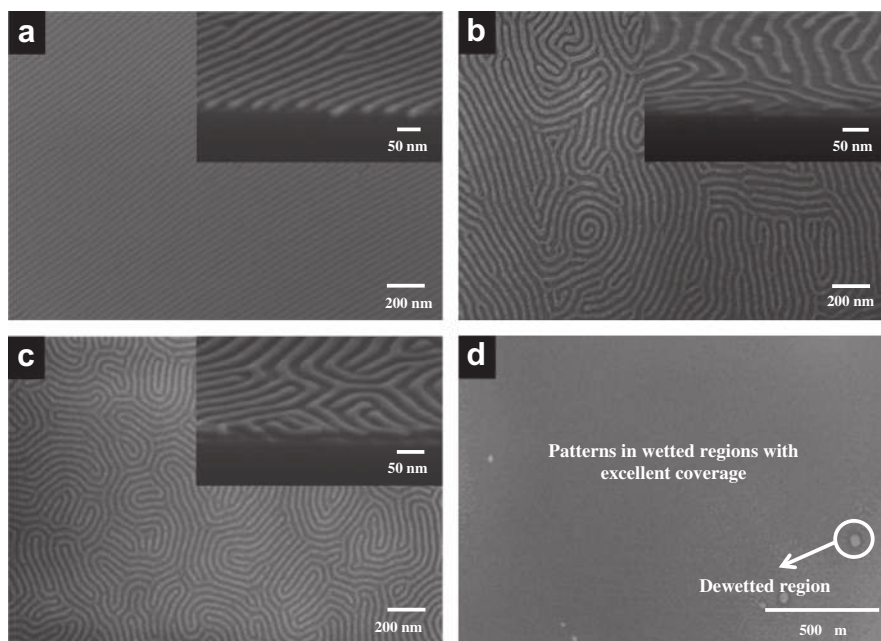 a
50 nm
200 nm
b
50 nm
200 nm
c
50 nm
200 nm
d
Patterns in wetted regions with
excellent coverage
Dewetted region
500 m